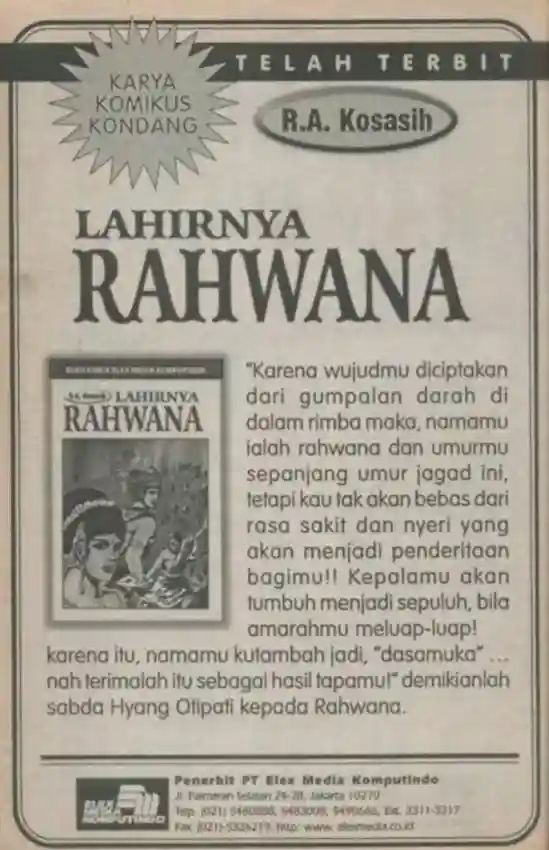 TELAH TERBIT
KARYA
KOMIKUS
KONDANG
R.A. Kosasih
LAHIRNYA
RAHWANA
R.A. Kosasih LAHIRNYA
RAHWANA
"Karena wujudmu diciptakan
dari gumpalan darah di
dalam rimba maka, namamu
ialah rahwana dan umurmu
sepanjang umur jagad ini,
tetapi kau tak akan bebas dari
rasa sakit dan nyeri yang
akan menjadi penderitaan
bagimu!! Kepalamu akan
tumbuh menjadi sepuluh, bila
amarahmu meluap-luap!
karena itu, namamu kutambah jadi, "dasamuka" ...
nah terimalah itu sebagai hasil tapamu!" demikianlah
sabda Hyang Otipati kepada Rahwana.
ELEX
MEDIA
KOMPUTINDO
Penerbit PT Elex Media Komputindo
Jl. Palmerah Selatan 24-28, Jakarta 10270
Telp. (021) 5480888, 5483008, 5490666, Ext. 3311-3317
Fax. (021)-5326219, http: www. elexmedia.co.id